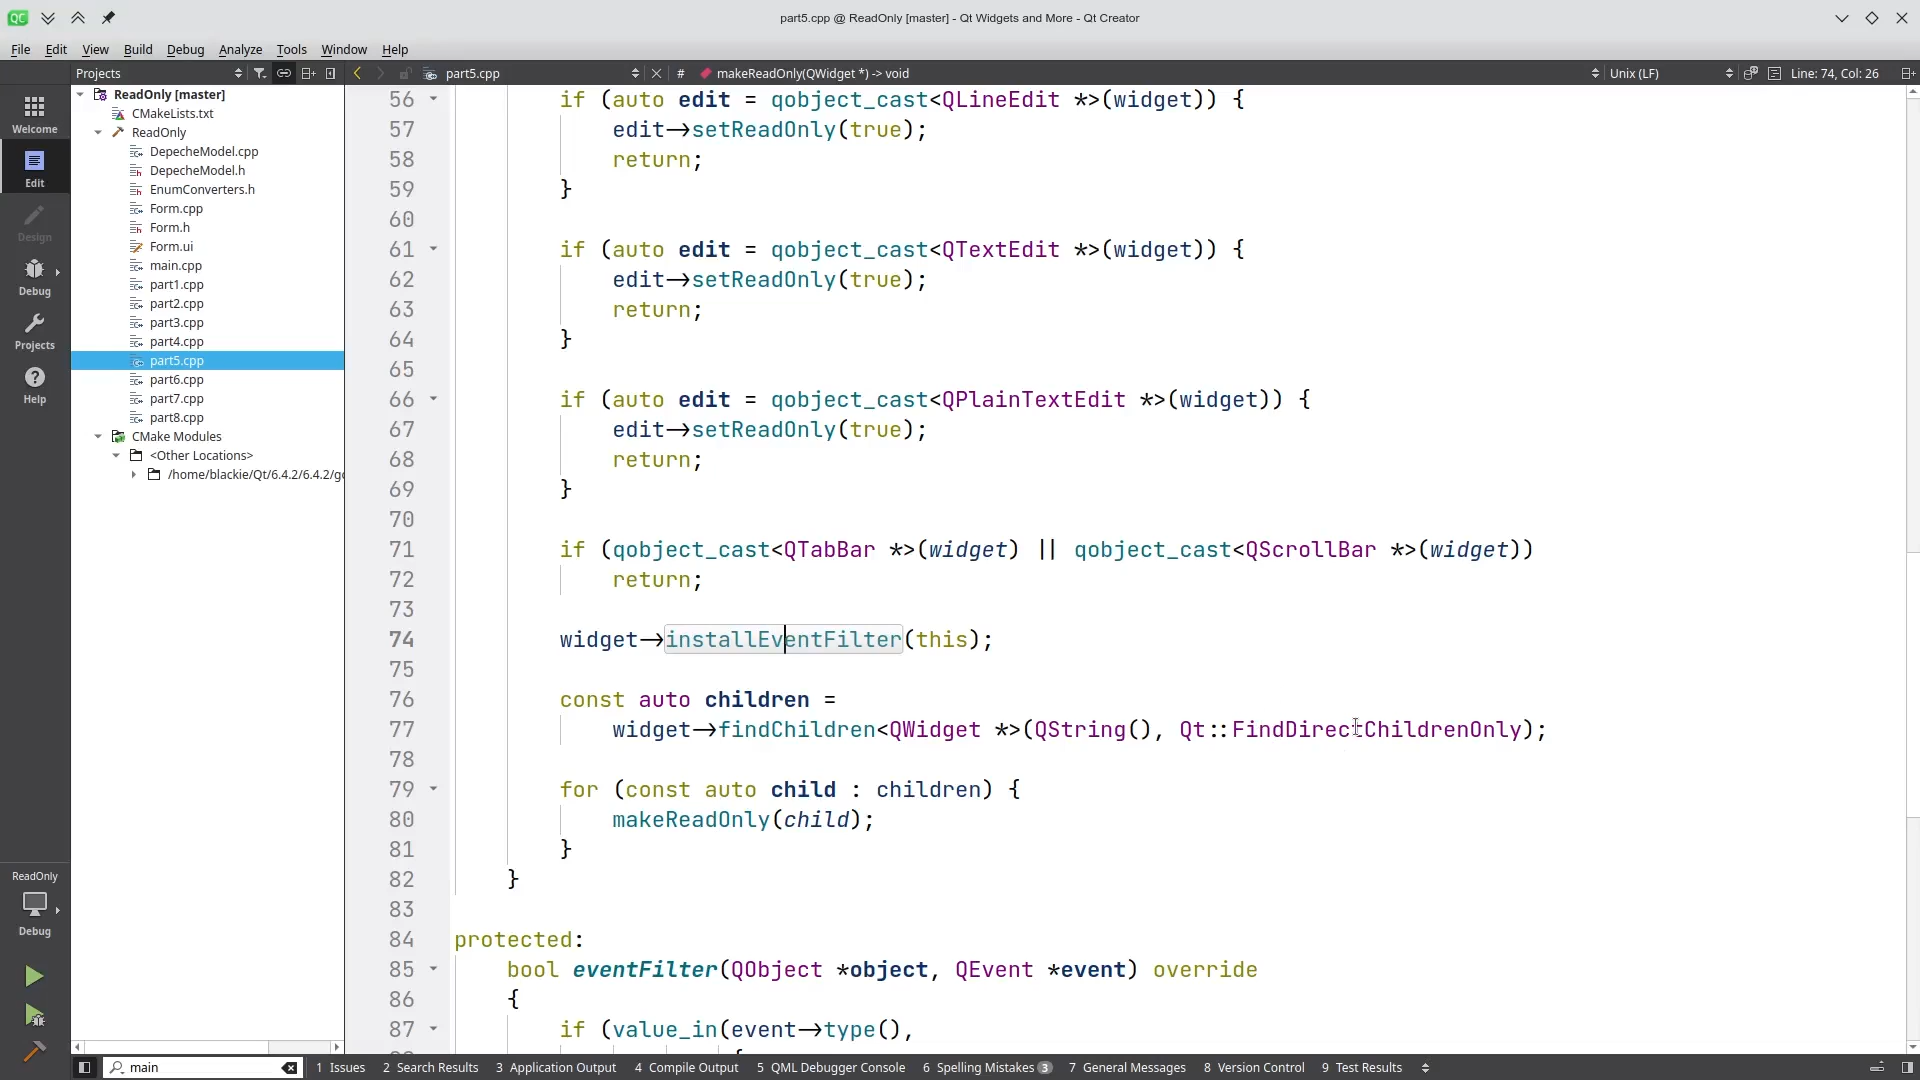 QC
part5.cpp @ ReadOnly [master] - Qt Widgets and More - Qt Creator
File Edit View Build Debug Analyze Tools Window Help
Projects
part5.cpp
# makeReadOnly(QWidget *) -> void
Unix (LF)
Line: 74, Col: 26
Welcome
Edit
Design
Debug
Projects
Help
ReadOnly
Debug
ReadOnly [master]
CMakeLists.txt
ReadOnly
DepecheModel.cpp
DepecheModel.h
EnumConverters.h
Form.cpp
Form.h
Form.ui
main.cpp
part1.cpp
part2.cpp
part3.cpp
part4.cpp
part5.cpp
part6.cpp
part7.cpp
part8.cpp
CMake Modules
<Other Locations>
/home/blackie/Qt/6.4.2/6.4.2/gc
56 if (auto edit = qobject_cast<QLineEdit *>(widget)) {
57 edit->setReadOnly(true);
58 return;
59 }
60
61 if (auto edit = qobject_cast<QTextEdit *>(widget)) {
62 edit->setReadOnly(true);
63 return;
64 }
65
66 if (auto edit = qobject_cast<QPlainTextEdit *>(widget)) {
67 edit->setReadOnly(true);
68 return;
69 }
70
71 if (qobject_cast<QTabBar *>(widget) || qobject_cast<QScrollBar *>(widget))
72 return;
73
74 widget->installEventFilter(this);
75
76 const auto children =
77 widget->findChildren<QWidget *>(QString(), Qt::FindDirectChildrenOnly);
78
79 for (const auto child : children) {
80 makeReadOnly(child);
81 }
82 }
83
84 protected:
85 bool eventFilter(QObject *object, QEvent *event) override
86 {
87 if (value_in(event->type(),
main
1 Issues 2 Search Results 3 Application Output 4 Compile Output 5 QML Debugger Console 6 Spelling Mistakes 3 7 General Messages 8 Version Control 9 Test Results